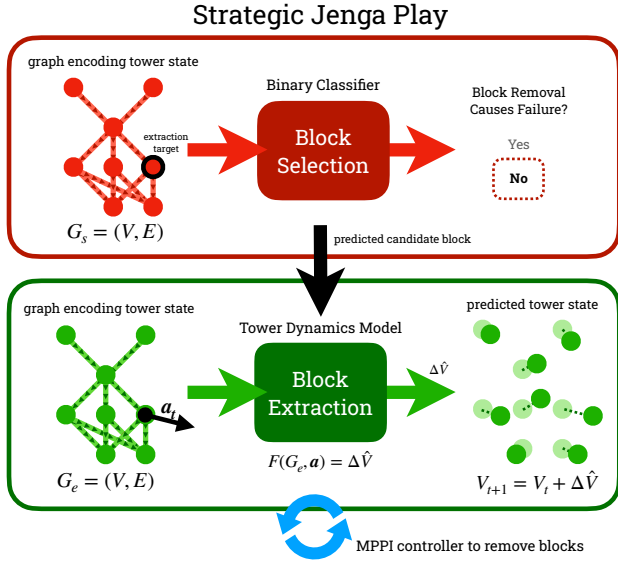 Strategic Jenga Play
graph encoding tower state
Binary Classifier
Block Removal
Causes Failure?
extraction
target
Block
Selection
Yes
No
G_s = (V, E)
predicted candidate block
graph encoding tower state
Tower Dynamics Model
predicted tower state
a_t
Block
Extraction
ΔV̂
F(G_e, a) = ΔV̂
G_e = (V, E)
V_{t+1} = V_t + ΔV̂
MPPI controller to remove blocks